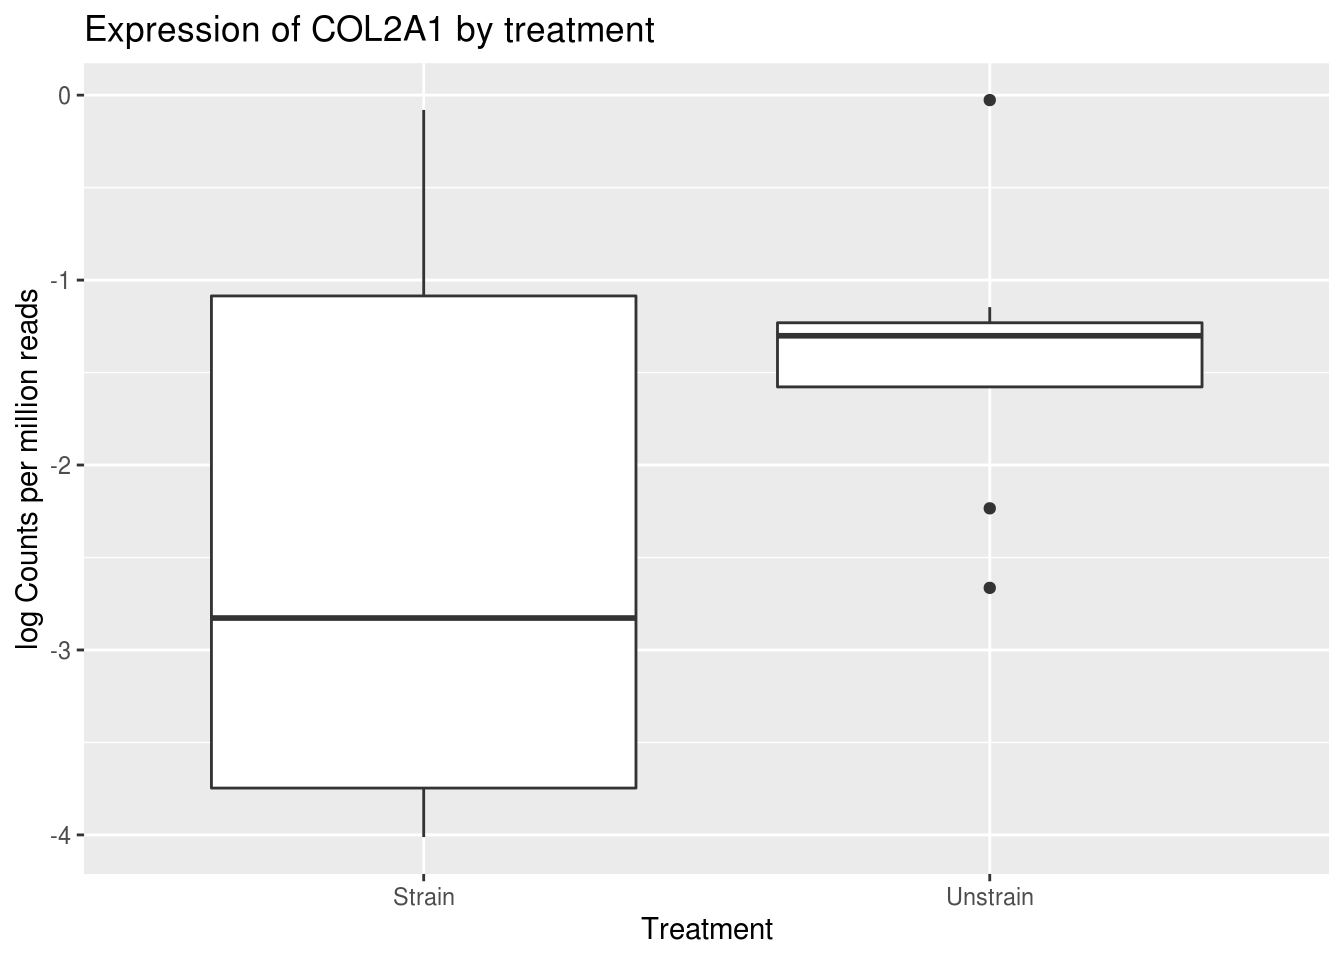 Expression of COL2A1 by treatment
log Counts per million reads
0
-1
-2
-3
-4
Strain
Unstrain
Treatment